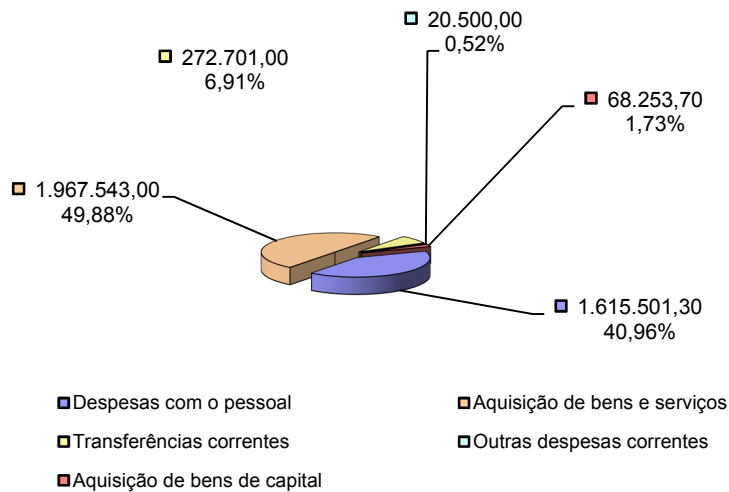 20.500,00
0,52%
272.701,00
6,91%
68.253,70
1,73%
1.967.543,00
49,88%
1.615.501,30
40,96%
Despesas com o pessoal
Aquisição de bens e serviços
Transferências correntes
Outras despesas correntes
Aquisição de bens de capital